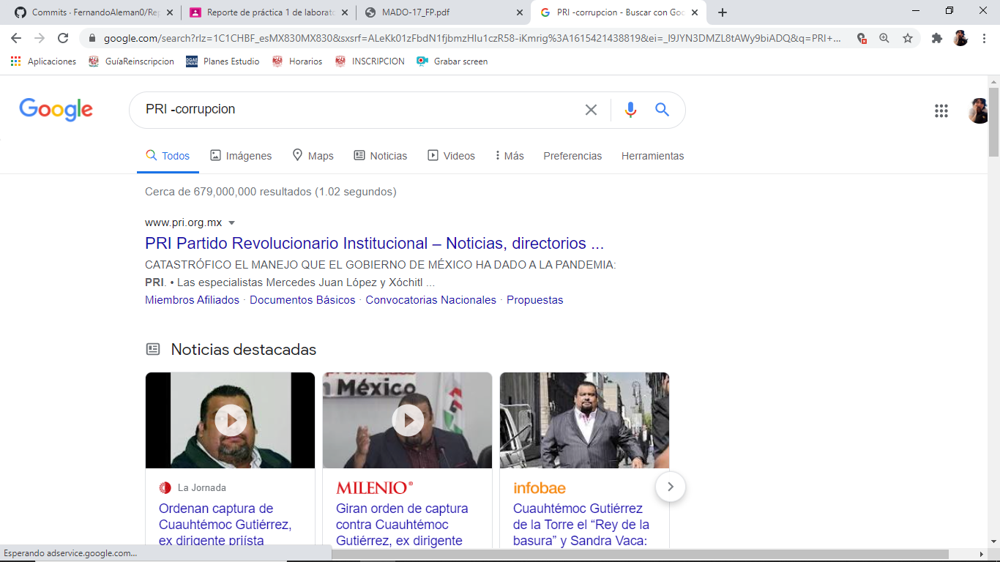 Commits · FernandoAleman0/Rep
Reporte de práctica 1 de laborato
MADO-17_FP.pdf
PRI -corrupcion - Buscar con Goo
google.com/search?rlz=1C1CHBF_esMX830MX830&sxsrf=ALeKk01zFbdN1fjbmzHlu1czR58-iKmrig%3A1615421438819&ei=_I9JYN3DMZL8tAWy9biADQ&q=PRI+...
Aplicaciones
GuíaReinscripcion
DGAE UNAM
Planes Estudio
Horarios
INSCRIPCION
Grabar screen
Google
PRI -corrupcion
Todos
Imágenes
Maps
Noticias
Videos
Más
Preferencias
Herramientas
Cerca de 679,000,000 resultados (1.02 segundos)
www.pri.org.mx
PRI Partido Revolucionario Institucional – Noticias, directorios ...
CATASTRÓFICO EL MANEJO QUE EL GOBIERNO DE MÉXICO HA DADO A LA PANDEMIA:
PRI. • Las especialistas Mercedes Juan López y Xóchitl ...
Miembros Afiliados · Documentos Básicos · Convocatorias Nacionales · Propuestas
Noticias destacadas
La Jornada
Ordenan captura de
Cuauhtémoc Gutiérrez,
ex dirigente priísta
México
MILENIO
Giran orden de captura
contra Cuauhtémoc
Gutiérrez, ex dirigente
infobae
Cuauhtémoc Gutiérrez
de la Torre el “Rey de la
basura” y Sandra Vaca:
Esperando adservice.google.com...